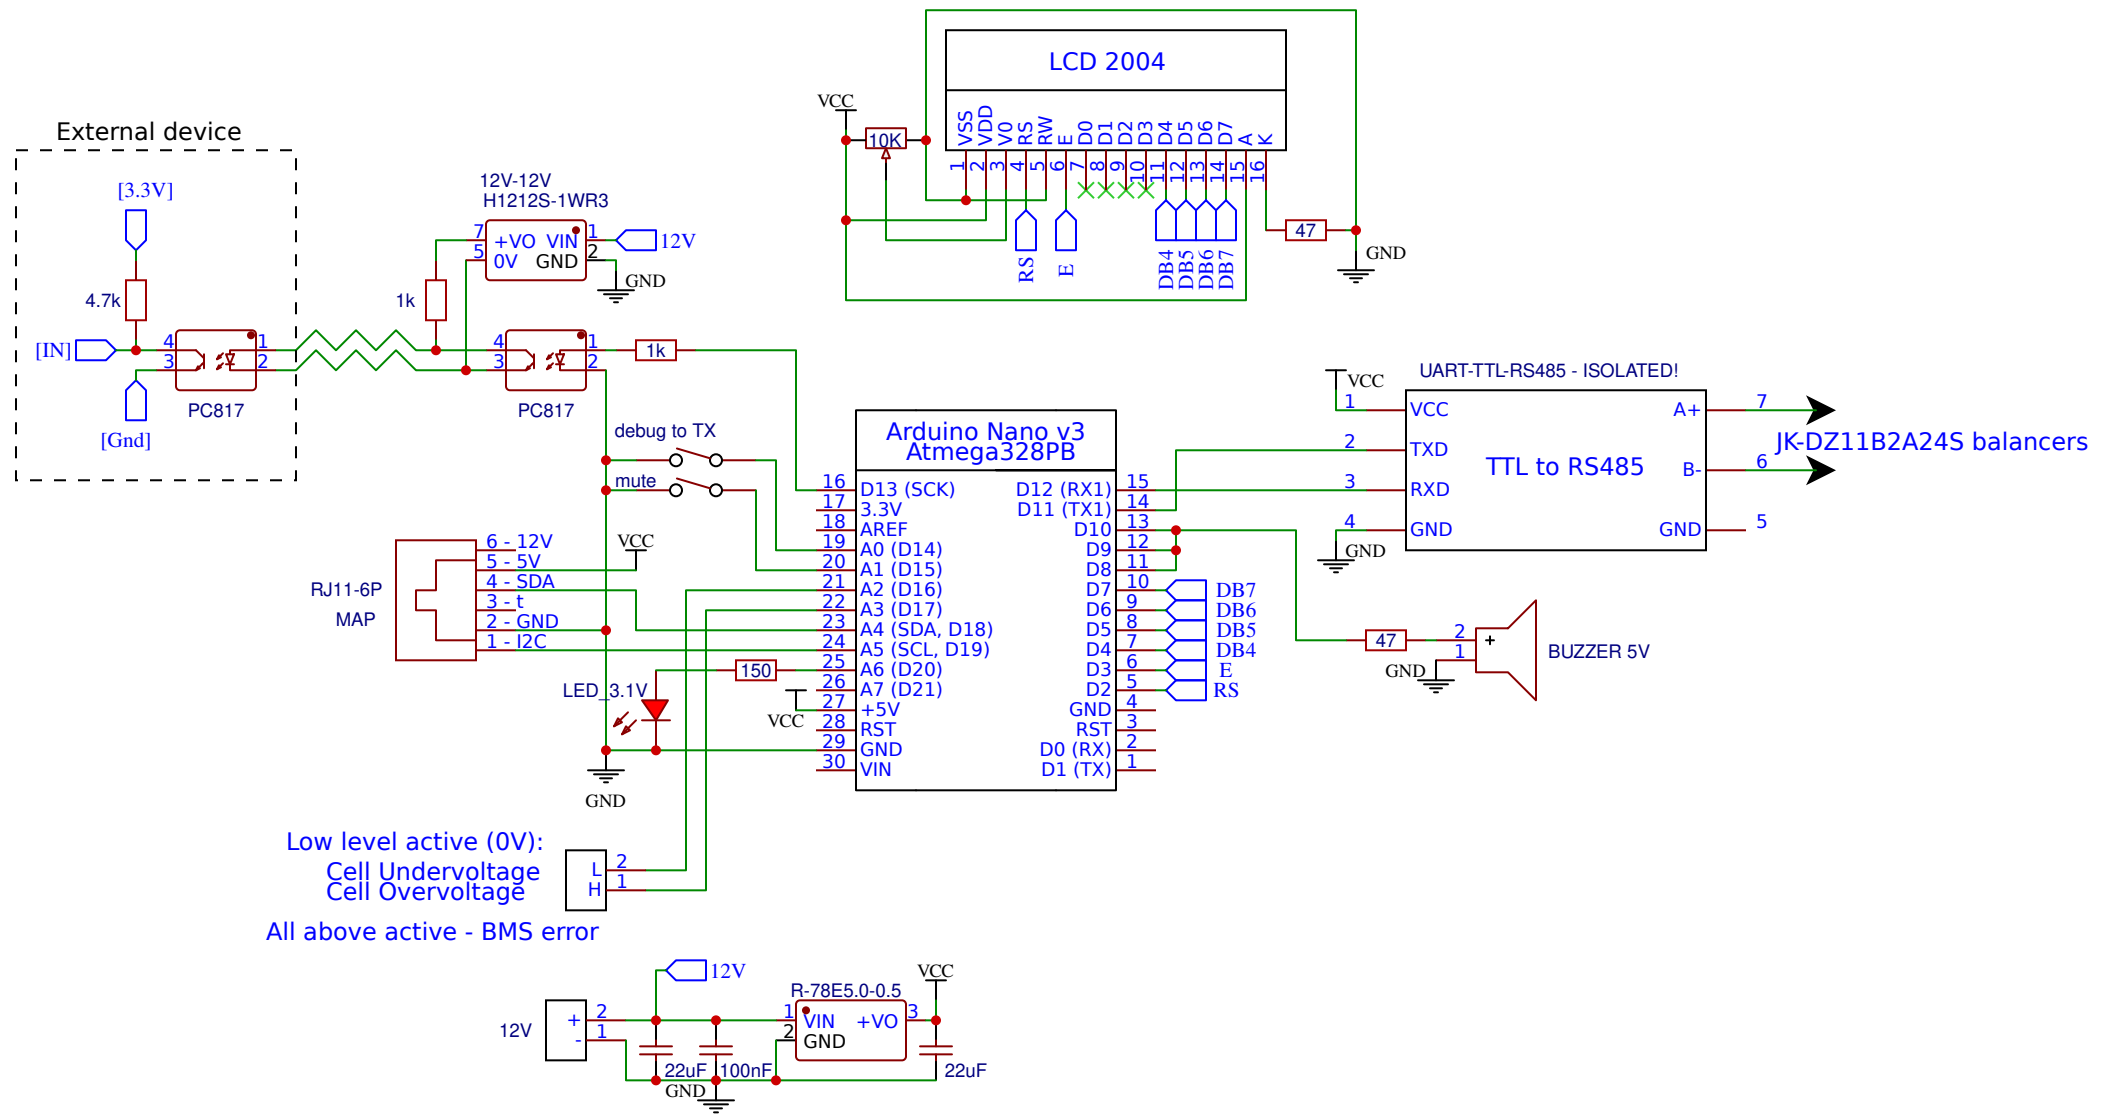 LCD 2004
VCC
10K
VSS
VDD
V0
RS
RW
E
D0
D1
D2
D3
D4
D5
D6
D7
A
K
1
2
3
4
5
6
7
8
9
10
11
12
13
14
15
16
RS
E
DB4
DB5
DB6
DB7
47
GND
External device
[3.3V]
4.7k
[IN]
[Gnd]
4
3
1
2
PC817
12V-12V
H1212S-1WR3
7
5
+VO
0V
VIN
GND
1
2
12V
GND
1k
4
3
1
2
PC817
1k
debug to TX
mute
RJ11-6P
MAP
6 - 12V
5 - 5V
4 - SDA
3 - t
2 - GND
1 - I2C
VCC
LED_3.1V
150
VCC
GND
Arduino Nano v3
Atmega328PB
16 D13 (SCK)
17 3.3V
18 AREF
19 A0 (D14)
20 A1 (D15)
21 A2 (D16)
22 A3 (D17)
23 A4 (SDA, D18)
24 A5 (SCL, D19)
25 A6 (D20)
26 A7 (D21)
27 +5V
28 RST
29 GND
30 VIN
D12 (RX1) 15
D11 (TX1) 14
D10 13
D9 12
D8 11
D7 10 DB7
D6 9 DB6
D5 8 DB5
D4 7 DB4
D3 6 E
D2 5 RS
GND 4
RST 3
D0 (RX) 2
D1 (TX) 1
UART-TTL-RS485 - ISOLATED!
VCC
1 VCC
2 TXD
3 RXD
4 GND
GND
TTL to RS485
A+ 7
B- 6
GND 5
JK-DZ11B2A24S balancers
47
2
1
+
GND
BUZZER 5V
Low level active (0V):
Cell Undervoltage
Cell Overvoltage
L 2
H 1
All above active - BMS error
12V
12V
+ 2
- 1
22uF
100nF
GND
R-78E5.0-0.5
1 VIN
2 GND
+VO 3
VCC
22uF